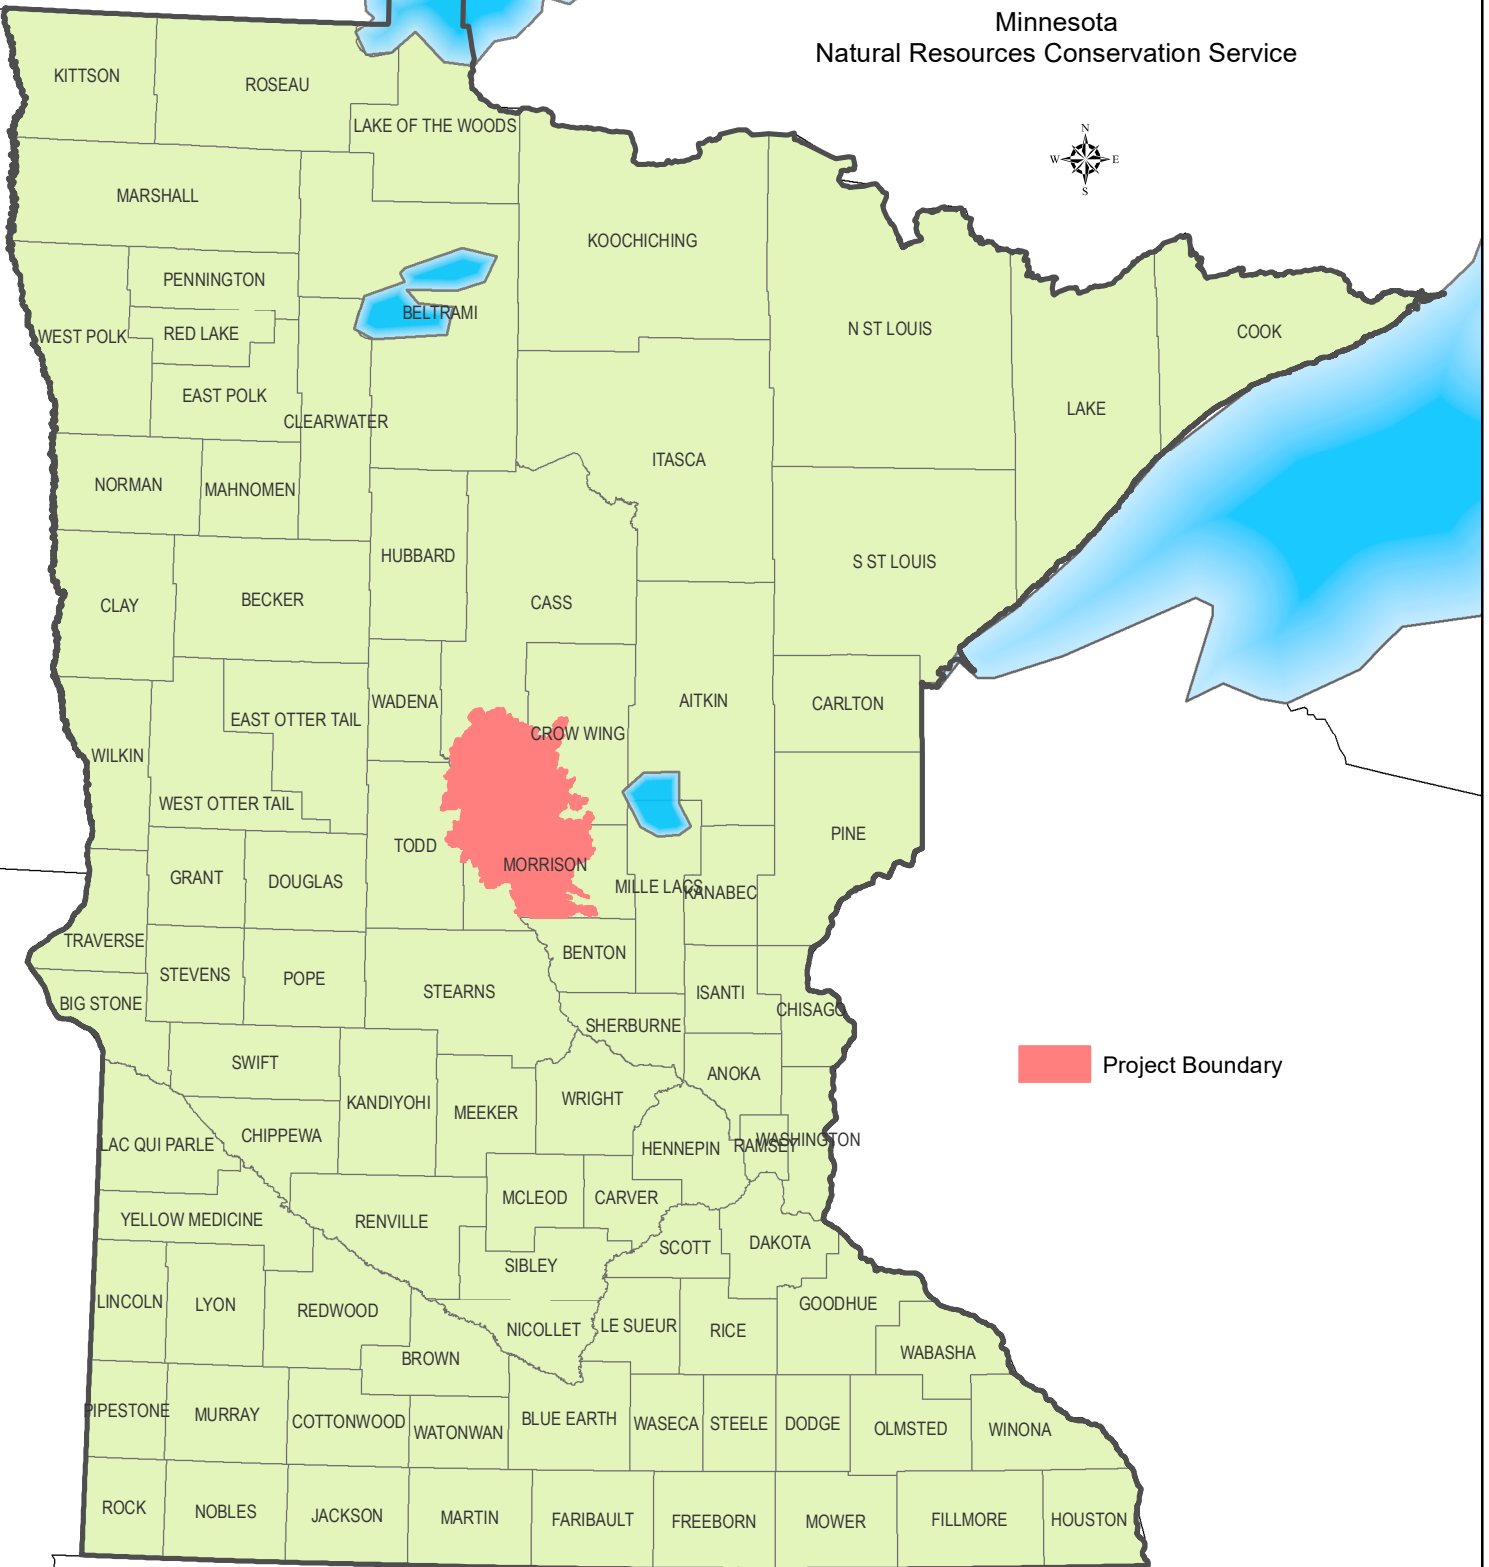 Minnesota
Natural Resources Conservation Service
N
W E
S
KITTSON
ROSEAU
LAKE OF THE WOODS
MARSHALL
KOOCHICHING
PENNINGTON
BELTRAMI
N ST LOUIS
COOK
WEST POLK
RED LAKE
EAST POLK
LAKE
CLEARWATER
ITASCA
NORMAN
MAHNOMEN
HUBBARD
S ST LOUIS
CLAY
BECKER
CASS
WADENA
AITKIN
CARLTON
EAST OTTER TAIL
CROW WING
WILKIN
WEST OTTER TAIL
PINE
TODD
MORRISON
GRANT
DOUGLAS
MILLE LACS
KANABEC
TRAVERSE
BENTON
STEVENS
POPE
STEARNS
ISANTI
BIG STONE
CHISAGO
SHERBURNE
SWIFT
ANOKA
Project Boundary
KANDIYOHI
WRIGHT
MEEKER
CHIPPEWA
LAC QUI PARLE
HENNEPIN
RAMSEY
WASHINGTON
MCLEOD
CARVER
YELLOW MEDICINE
RENVILLE
SCOTT
DAKOTA
SIBLEY
LINCOLN
LYON
REDWOOD
GOODHUE
NICOLLET
LE SUEUR
RICE
BROWN
WABASHA
PIPESTONE
MURRAY
COTTONWOOD
WATONWAN
BLUE EARTH
WASECA
STEELE
DODGE
OLMSTED
WINONA
ROCK
NOBLES
JACKSON
MARTIN
FARIBAULT
FREEBORN
MOWER
FILLMORE
HOUSTON